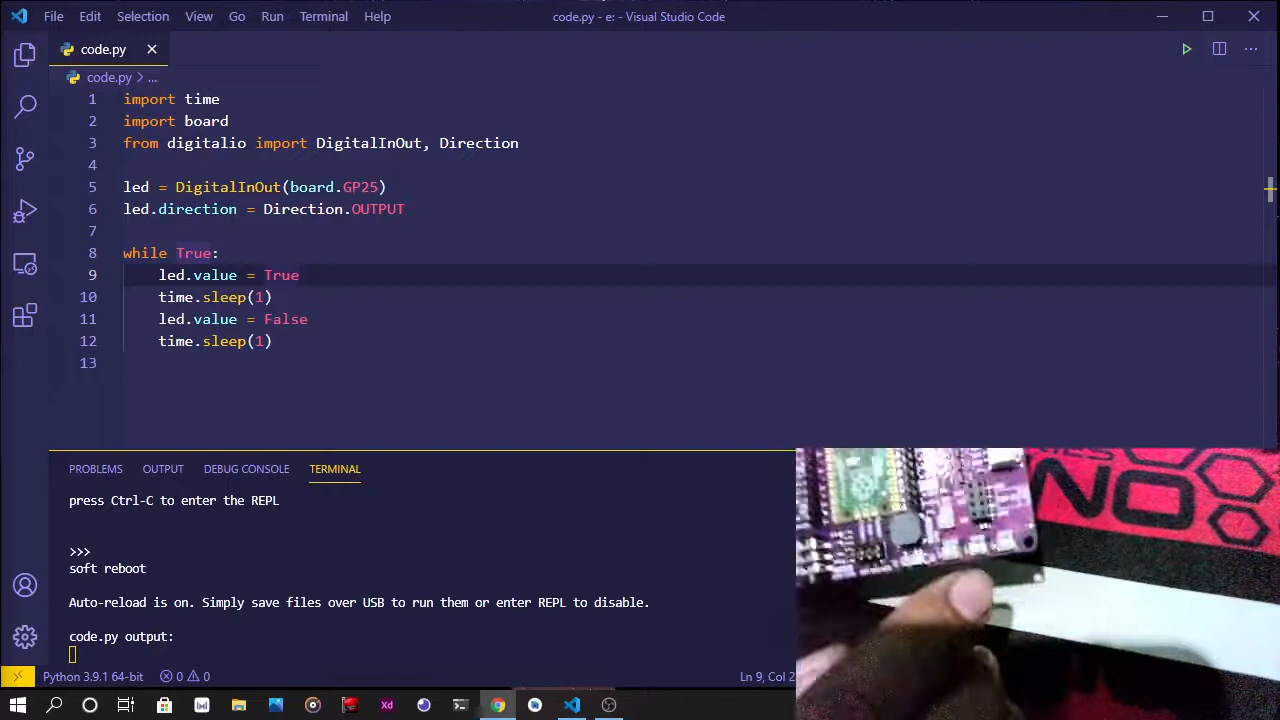 File Edit Selection View Go Run Terminal Help
code.py - e: - Visual Studio Code
code.py
code.py > ...
1 import time
2 import board
3 from digitalio import DigitalInOut, Direction
4
5 led = DigitalInOut(board.GP25)
6 led.direction = Direction.OUTPUT
7
8 while True:
9 led.value = True
10 time.sleep(1)
11 led.value = False
12 time.sleep(1)
13
PROBLEMS OUTPUT DEBUG CONSOLE TERMINAL
press Ctrl-C to enter the REPL
>>>
soft reboot
Auto-reload is on. Simply save files over USB to run them or enter REPL to disable.
code.py output:
Python 3.9.1 64-bit 0 0
Ln 9,
Xd